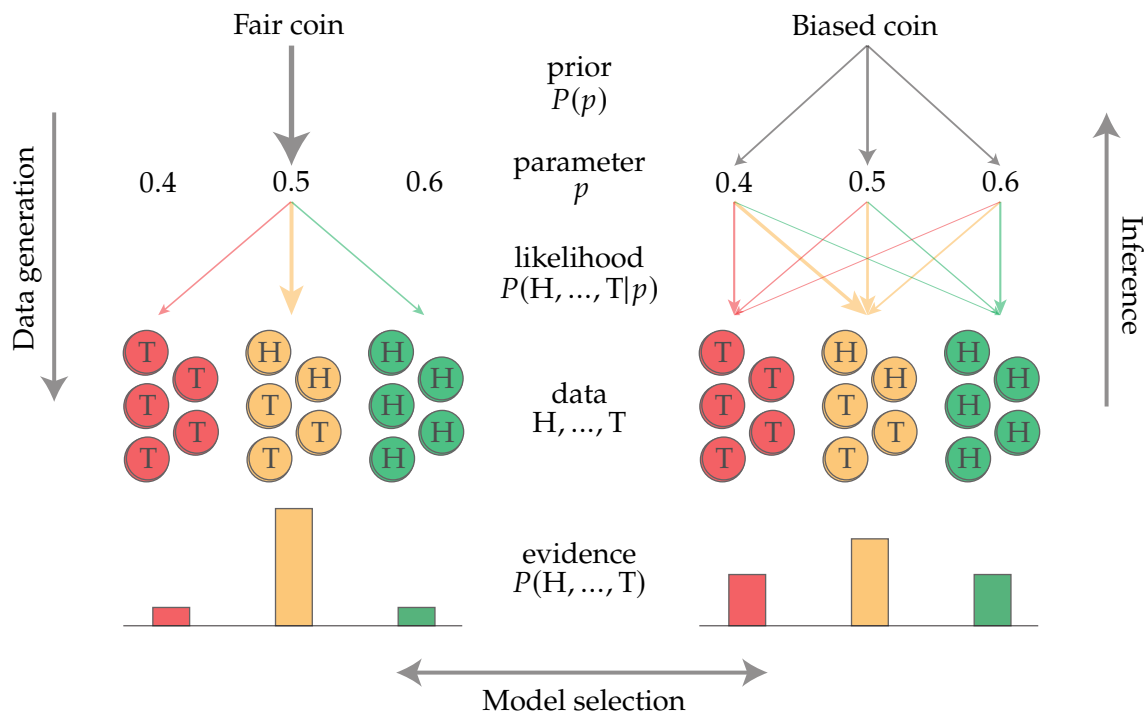 Fair coin
Biased coin
prior
P(p)
Data generation
Inference
0.4
0.5
0.6
parameter
p
0.4
0.5
0.6
likelihood
P(H, ..., T|p)
T
T
T
T
T
H
H
T
T
T
H
H
H
H
H
data
H, ..., T
T
T
T
T
T
H
H
T
T
T
H
H
H
H
H
evidence
P(H, ..., T)
Model selection